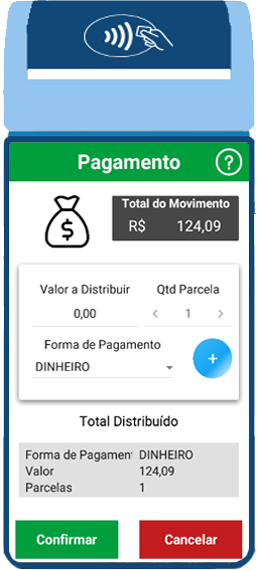 Pagamento ?
Total do Movimento
R$ 124,09
$
Valor a Distribuir Qtd Parcela
0,00 < 1 >
Forma de Pagamento
DINHEIRO +
Total Distribuído
Forma de Pagamen DINHEIRO
Valor 124,09
Parcelas 1
Confirmar Cancelar